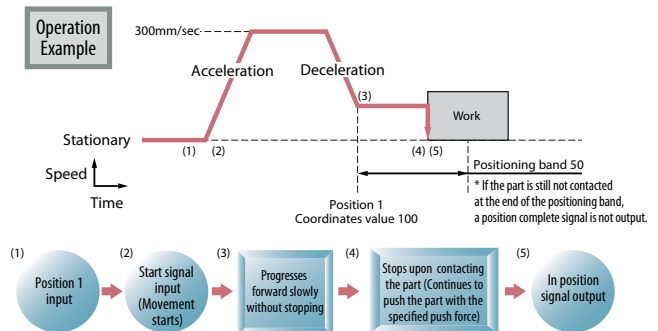 Operation
Example
300mm/sec
Acceleration
Deceleration
(3)
Work
Stationary
(1)
(2)
(4)
(5)
Speed
Time
Positioning band 50
Position 1
Coordinates value 100
* If the part is still not contacted
at the end of the positioning band,
a position complete signal is not output.
(1)
Position 1
input
(2)
Start signal
input
(Movement
starts)
(3)
Progresses
forward slowly
without stopping
(4)
Stops upon contacting
the part (Continues to
push the part with the
specified push force)
(5)
In position
signal output